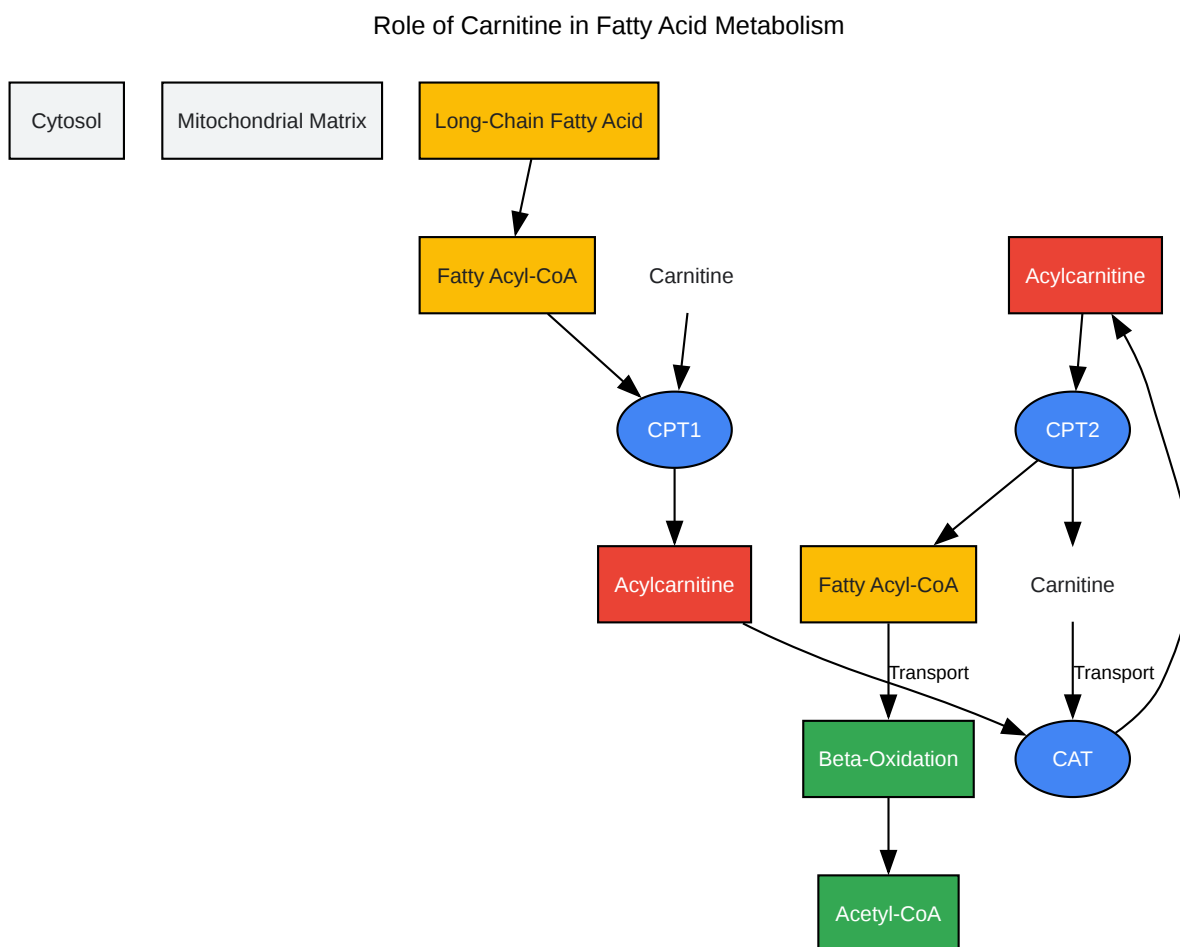 Role of Carnitine in Fatty Acid Metabolism
Cytosol
Mitochondrial Matrix
Long-Chain Fatty Acid
Fatty Acyl-CoA
Carnitine
Acylcarnitine
CPT1
CPT2
Acylcarnitine
Fatty Acyl-CoA
Carnitine
Transport
Transport
Beta-Oxidation
CAT
Acetyl-CoA